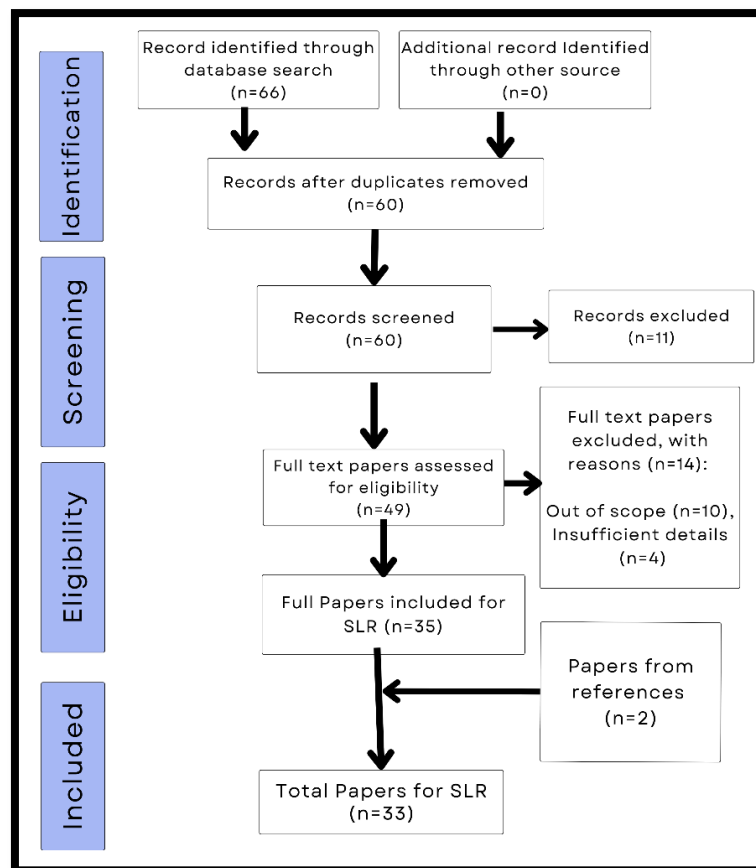 Identification
Record identified through
database search
(n=66)
Additional record Identified
through other source
(n=0)
Records after duplicates removed
(n=60)
Screening
Records screened
(n=60)
Records excluded
(n=11)
Eligibility
Full text papers assessed
for eligibility
(n=49)
Full text papers
excluded, with
reasons (n=14):
Out of scope (n=10),
Insufficient details
(n=4)
Full Papers included for
SLR (n=35)
Papers from
references
(n=2)
Included
Total Papers for SLR
(n=33)